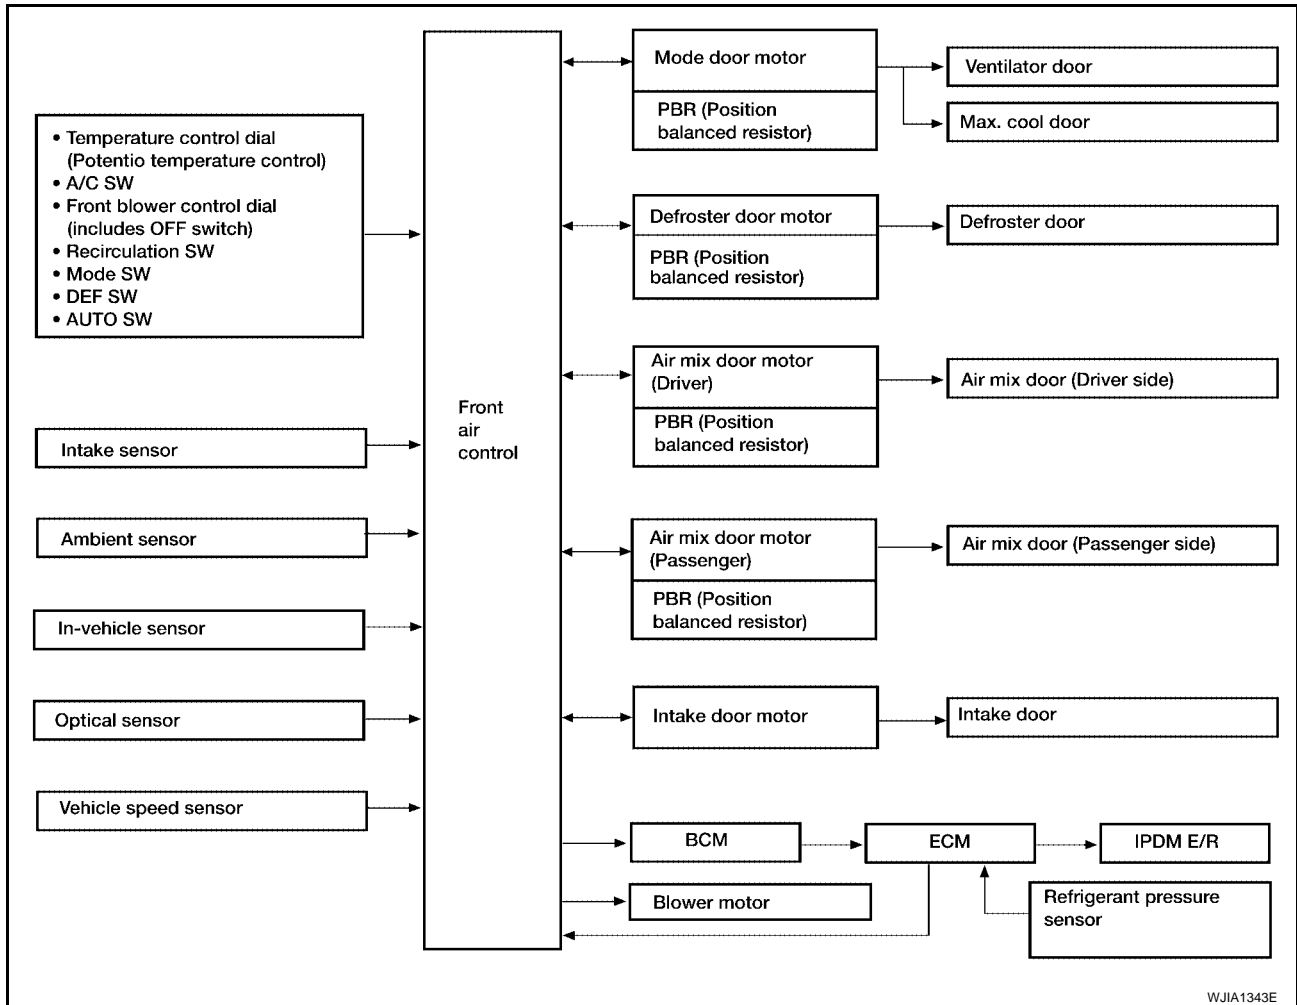 • Temperature control dial
(Potentio temperature control)
• A/C SW
• Front blower control dial
(includes OFF switch)
• Recirculation SW
• Mode SW
• DEF SW
• AUTO SW
Intake sensor
Ambient sensor
In-vehicle sensor
Optical sensor
Vehicle speed sensor
Front
air
control
Mode door motor
PBR (Position
balanced resistor)
Ventilator door
Max. cool door
Defroster door motor
PBR (Position
balanced resistor)
Defroster door
Air mix door motor
(Driver)
PBR (Position
balanced resistor)
Air mix door (Driver side)
Air mix door motor
(Passenger)
PBR (Position
balanced resistor)
Air mix door (Passenger side)
Intake door motor
Intake door
BCM
ECM
IPDM E/R
Blower motor
Refrigerant pressure
sensor
WJIA1343E